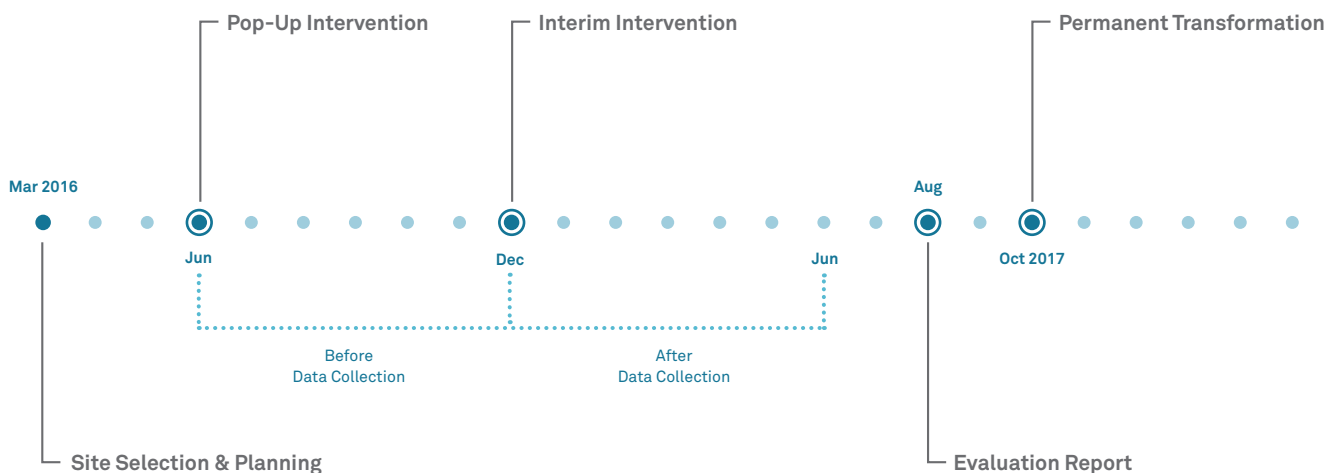 Pop-Up Intervention
Interim Intervention
Permanent Transformation
Mar 2016
Aug
Jun
Dec
Jun
Oct 2017
Before
Data Collection
After
Data Collection
Site Selection & Planning
Evaluation Report